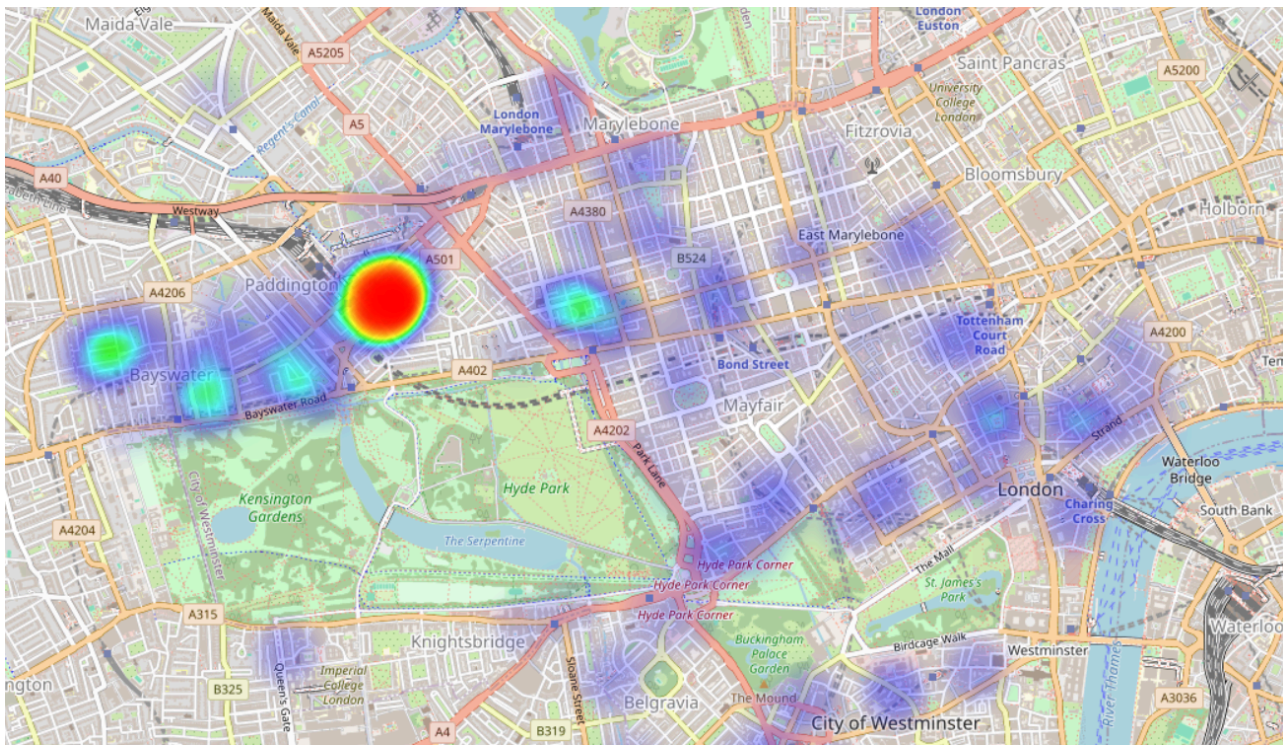 Maida Vale
Maida Vale
A5205
London
Euston
Saint Pancras
A5200
A5
London
Marylebone
Marylebone
University
College
London
Fitzrovia
Regent's Canal
A40
Westway
Bloomsbury
Holborn
A4380
East Marylebone
A501
B524
Paddington
A4206
Tottenham
Court
Road
A4200
Bayswater
A402
Bond Street
Bayswater Road
Mayfair
A4202
Park Lane
Strand
Waterloo
Bridge
Kensington
Gardens
Hyde Park
London
Charing
Cross
South Bank
City of Westminster
A4204
The Serpentine
The Mall
Hyde Park Corner
Hyde Park Corner
Hyde Park Corner
St. James's
Park
A315
Knightsbridge
Birdcage Walk
Waterloo
Westminster
Buckingham
Palace
Garden
Imperial
College
London
Queen's Gate
B325
Sloane Street
Belgravia
The Mound
River Thames
A3036
A4
B319
City of Westminster